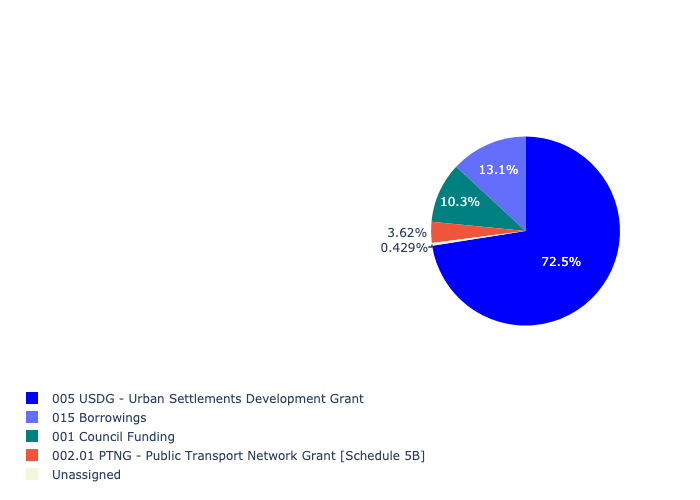 13.1%
10.3%
3.62%
0.429%
72.5%
005 USDG - Urban Settlements Development Grant
015 Borrowings
001 Council Funding
002.01 PTNG - Public Transport Network Grant [Schedule 5B]
Unassigned